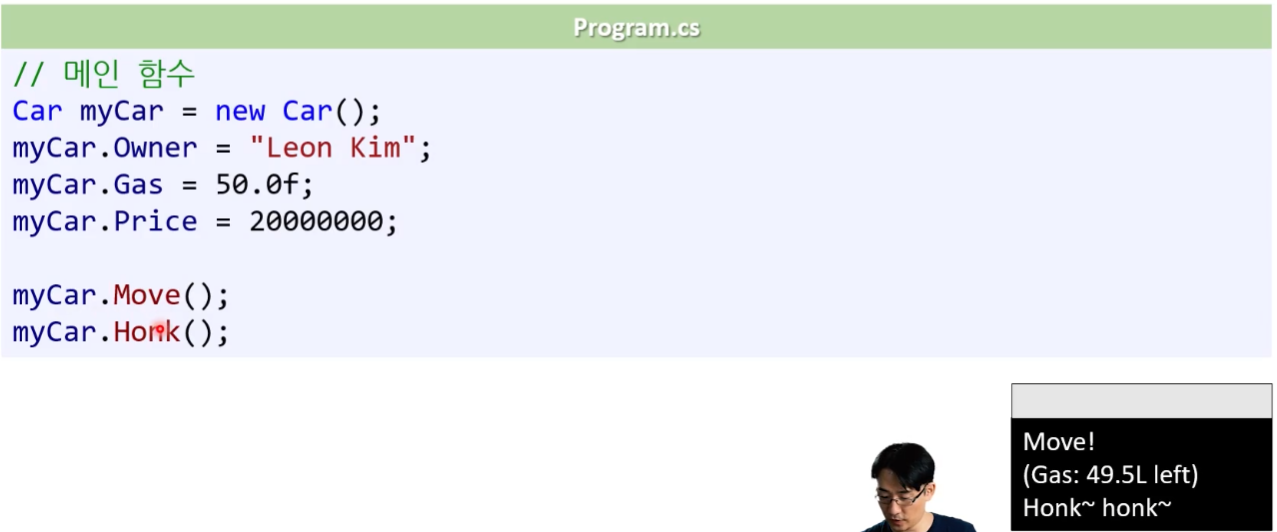 Program.cs
// 메인 함수
Car myCar = new Car();
myCar.Owner = "Leon Kim";
myCar.Gas = 50.0f;
myCar.Price = 20000000;
myCar.Move();
myCar.Honk();
Move!
(Gas: 49.5L left)
Honk~ honk~